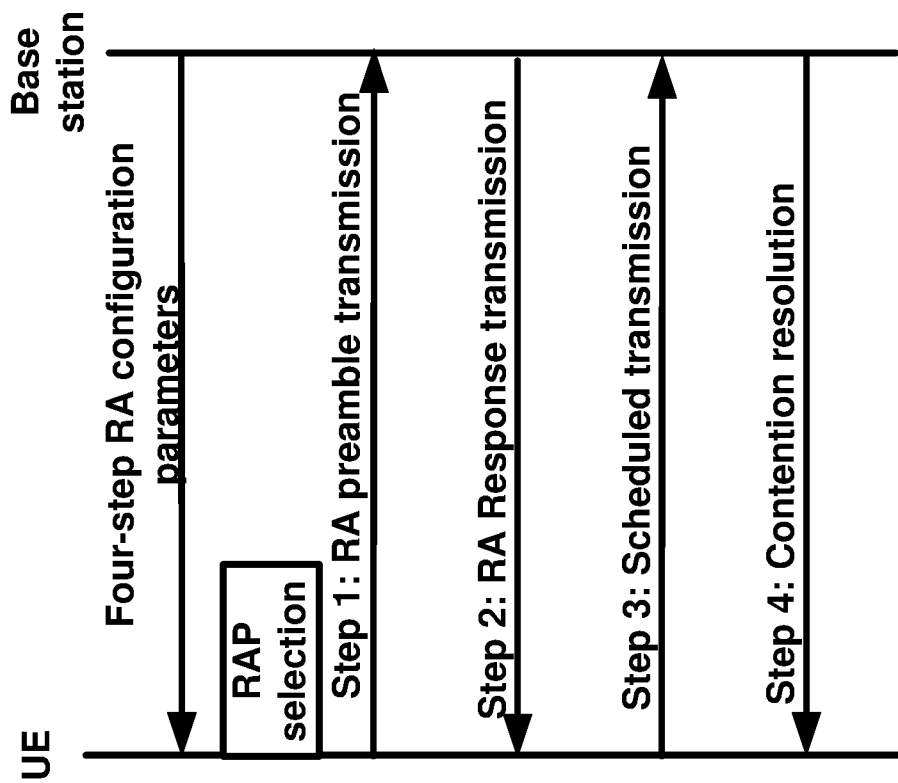 UE
Base
station
Four-step RA configuration
parameters
RAP
selection
Step 1: RA preamble transmission
Step 2: RA Response transmission
Step 3: Scheduled transmission
Step 4: Contention resolution